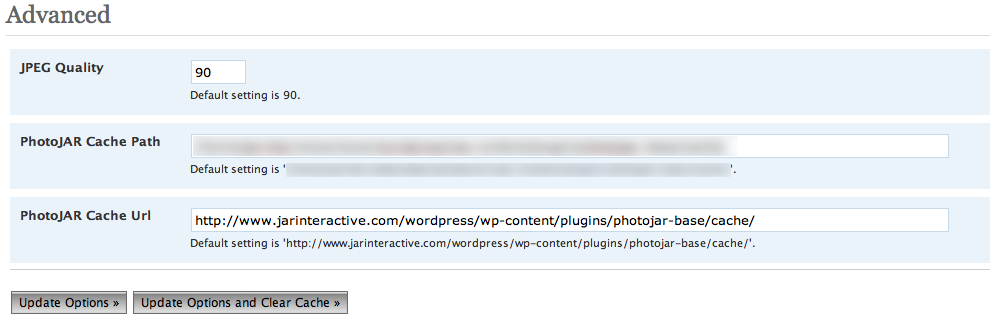 Advanced
JPEG Quality
90
Default setting is 90.
PhotoJAR Cache Path
Default setting is ' '.
PhotoJAR Cache Url
http://www.jarinteractive.com/wordpress/wp-content/plugins/photojar-base/cache/
Default setting is 'http://www.jarinteractive.com/wordpress/wp-content/plugins/photojar-base/cache/'.
Update Options » Update Options and Clear Cache »